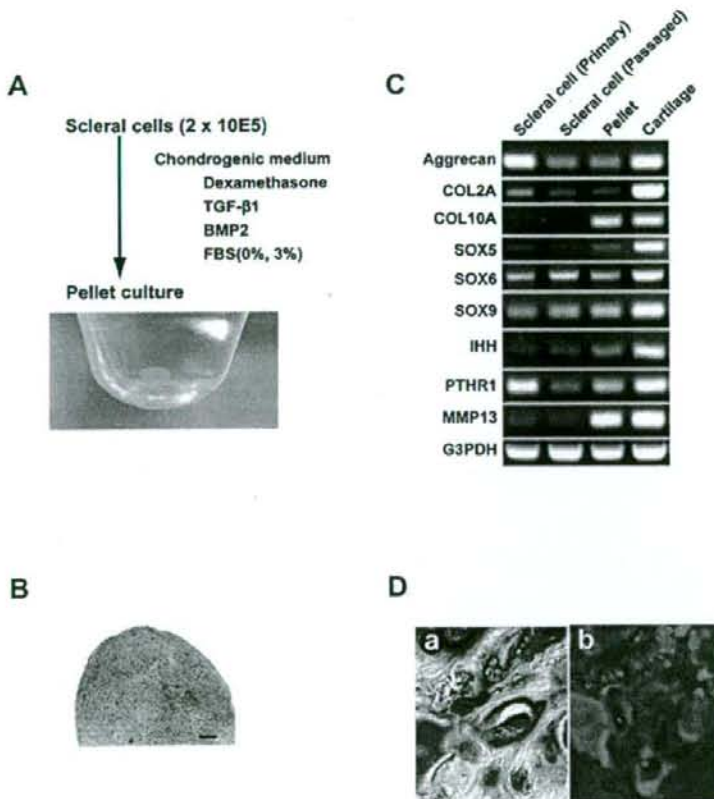 A
Scleral cells (2 x 10E5)
Chondrogenic medium
Dexamethasone
TGF-β1
BMP2
FBS(0%, 3%)
Pellet culture
B
C
Scleral cell (Primary)
Scleral cell (Passaged)
Pellet
Cartilage
Aggrecan
COL2A
COL10A
SOX5
SOX6
SOX9
IHH
PTHR1
MMP13
G3PDH
D
a
b